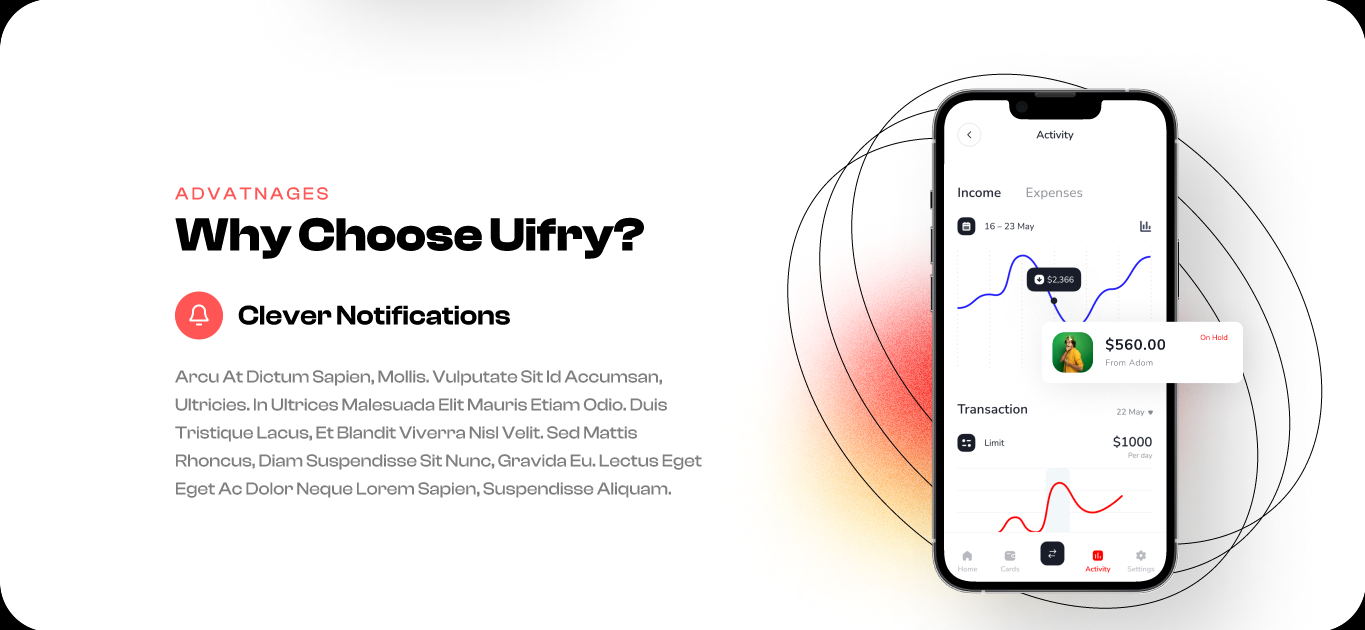 ADVATNAGES
Why Choose Uifry?
Clever Notifications
Arcu At Dictum Sapien, Mollis. Vulputate Sit Id Accumsan,
Ultricies. In Ultrices Malesuada Elit Mauris Etiam Odio. Duis
Tristique Lacus, Et Blandit Viverra Nisl Velit. Sed Mattis
Rhoncus, Diam Suspendisse Sit Nunc, Gravida Eu. Lectus Eget
Eget Ac Dolor Neque Lorem Sapien, Suspendisse Aliquam.
Activity
Income Expenses
16 – 23 May
$2,366
$560.00 On Hold
From Adom
Transaction 22 May
Limit $1000
Per day
Home Cards Activity Settings